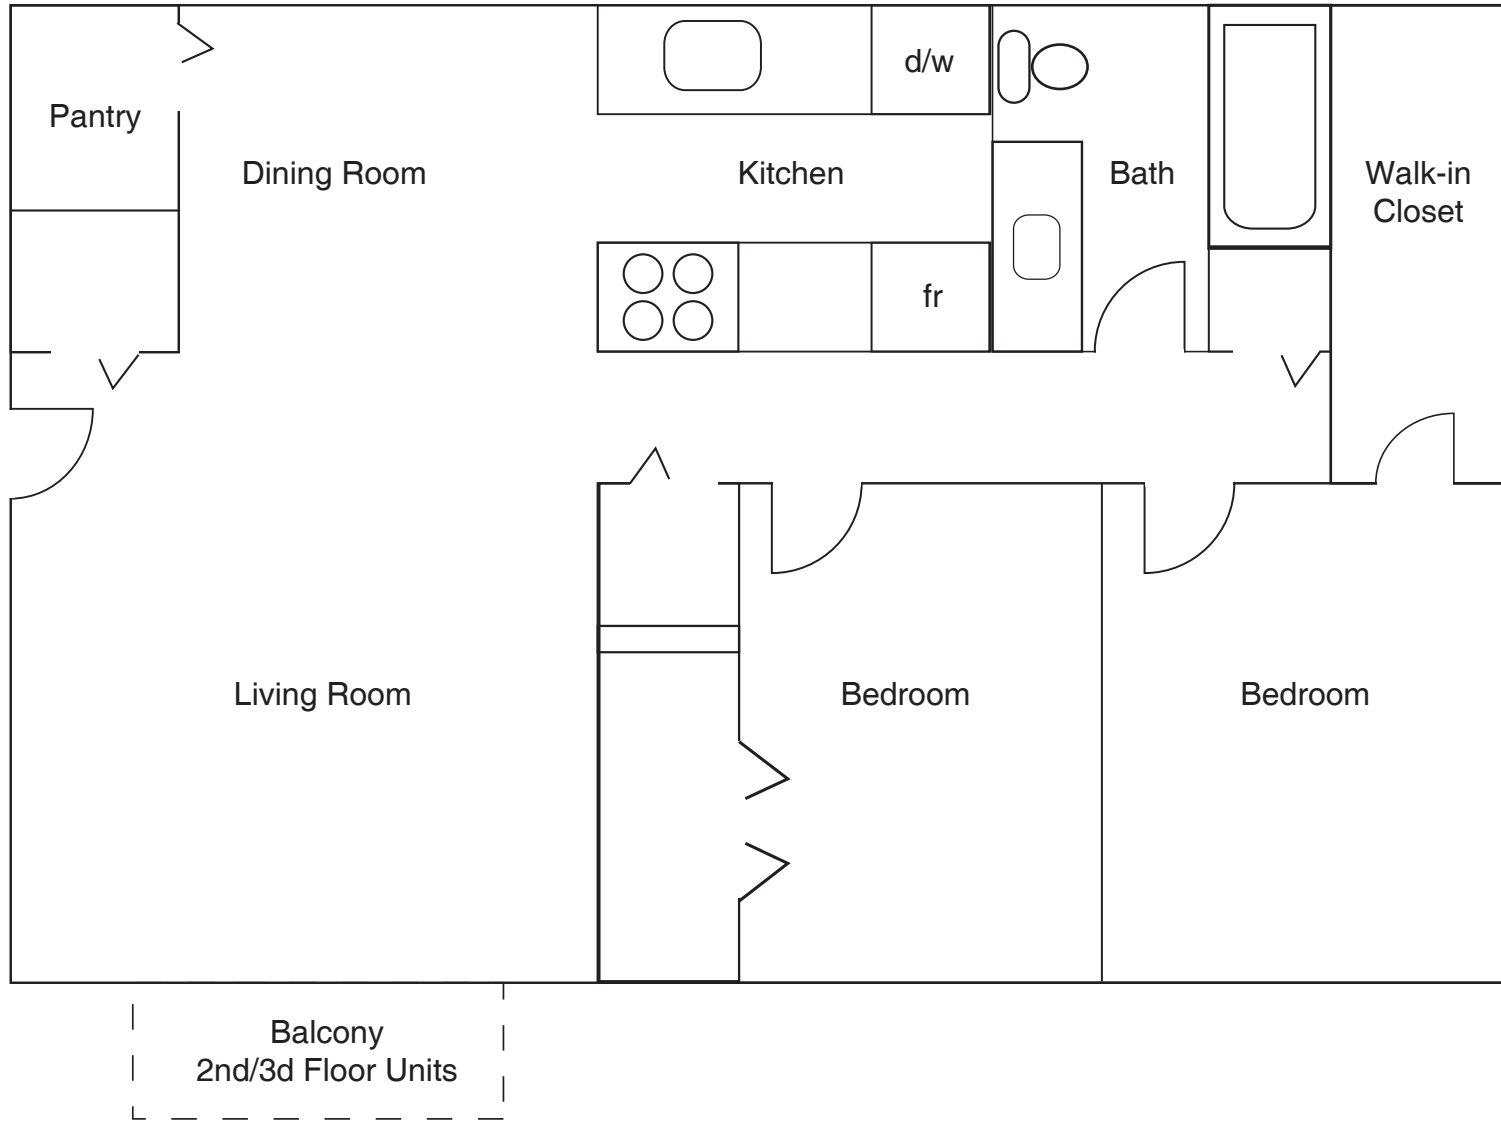 d/w
Pantry
Dining Room
Kitchen
Bath
Walk-in
Closet
fr
Living Room
Bedroom
Bedroom
Balcony
2nd/3d Floor Units